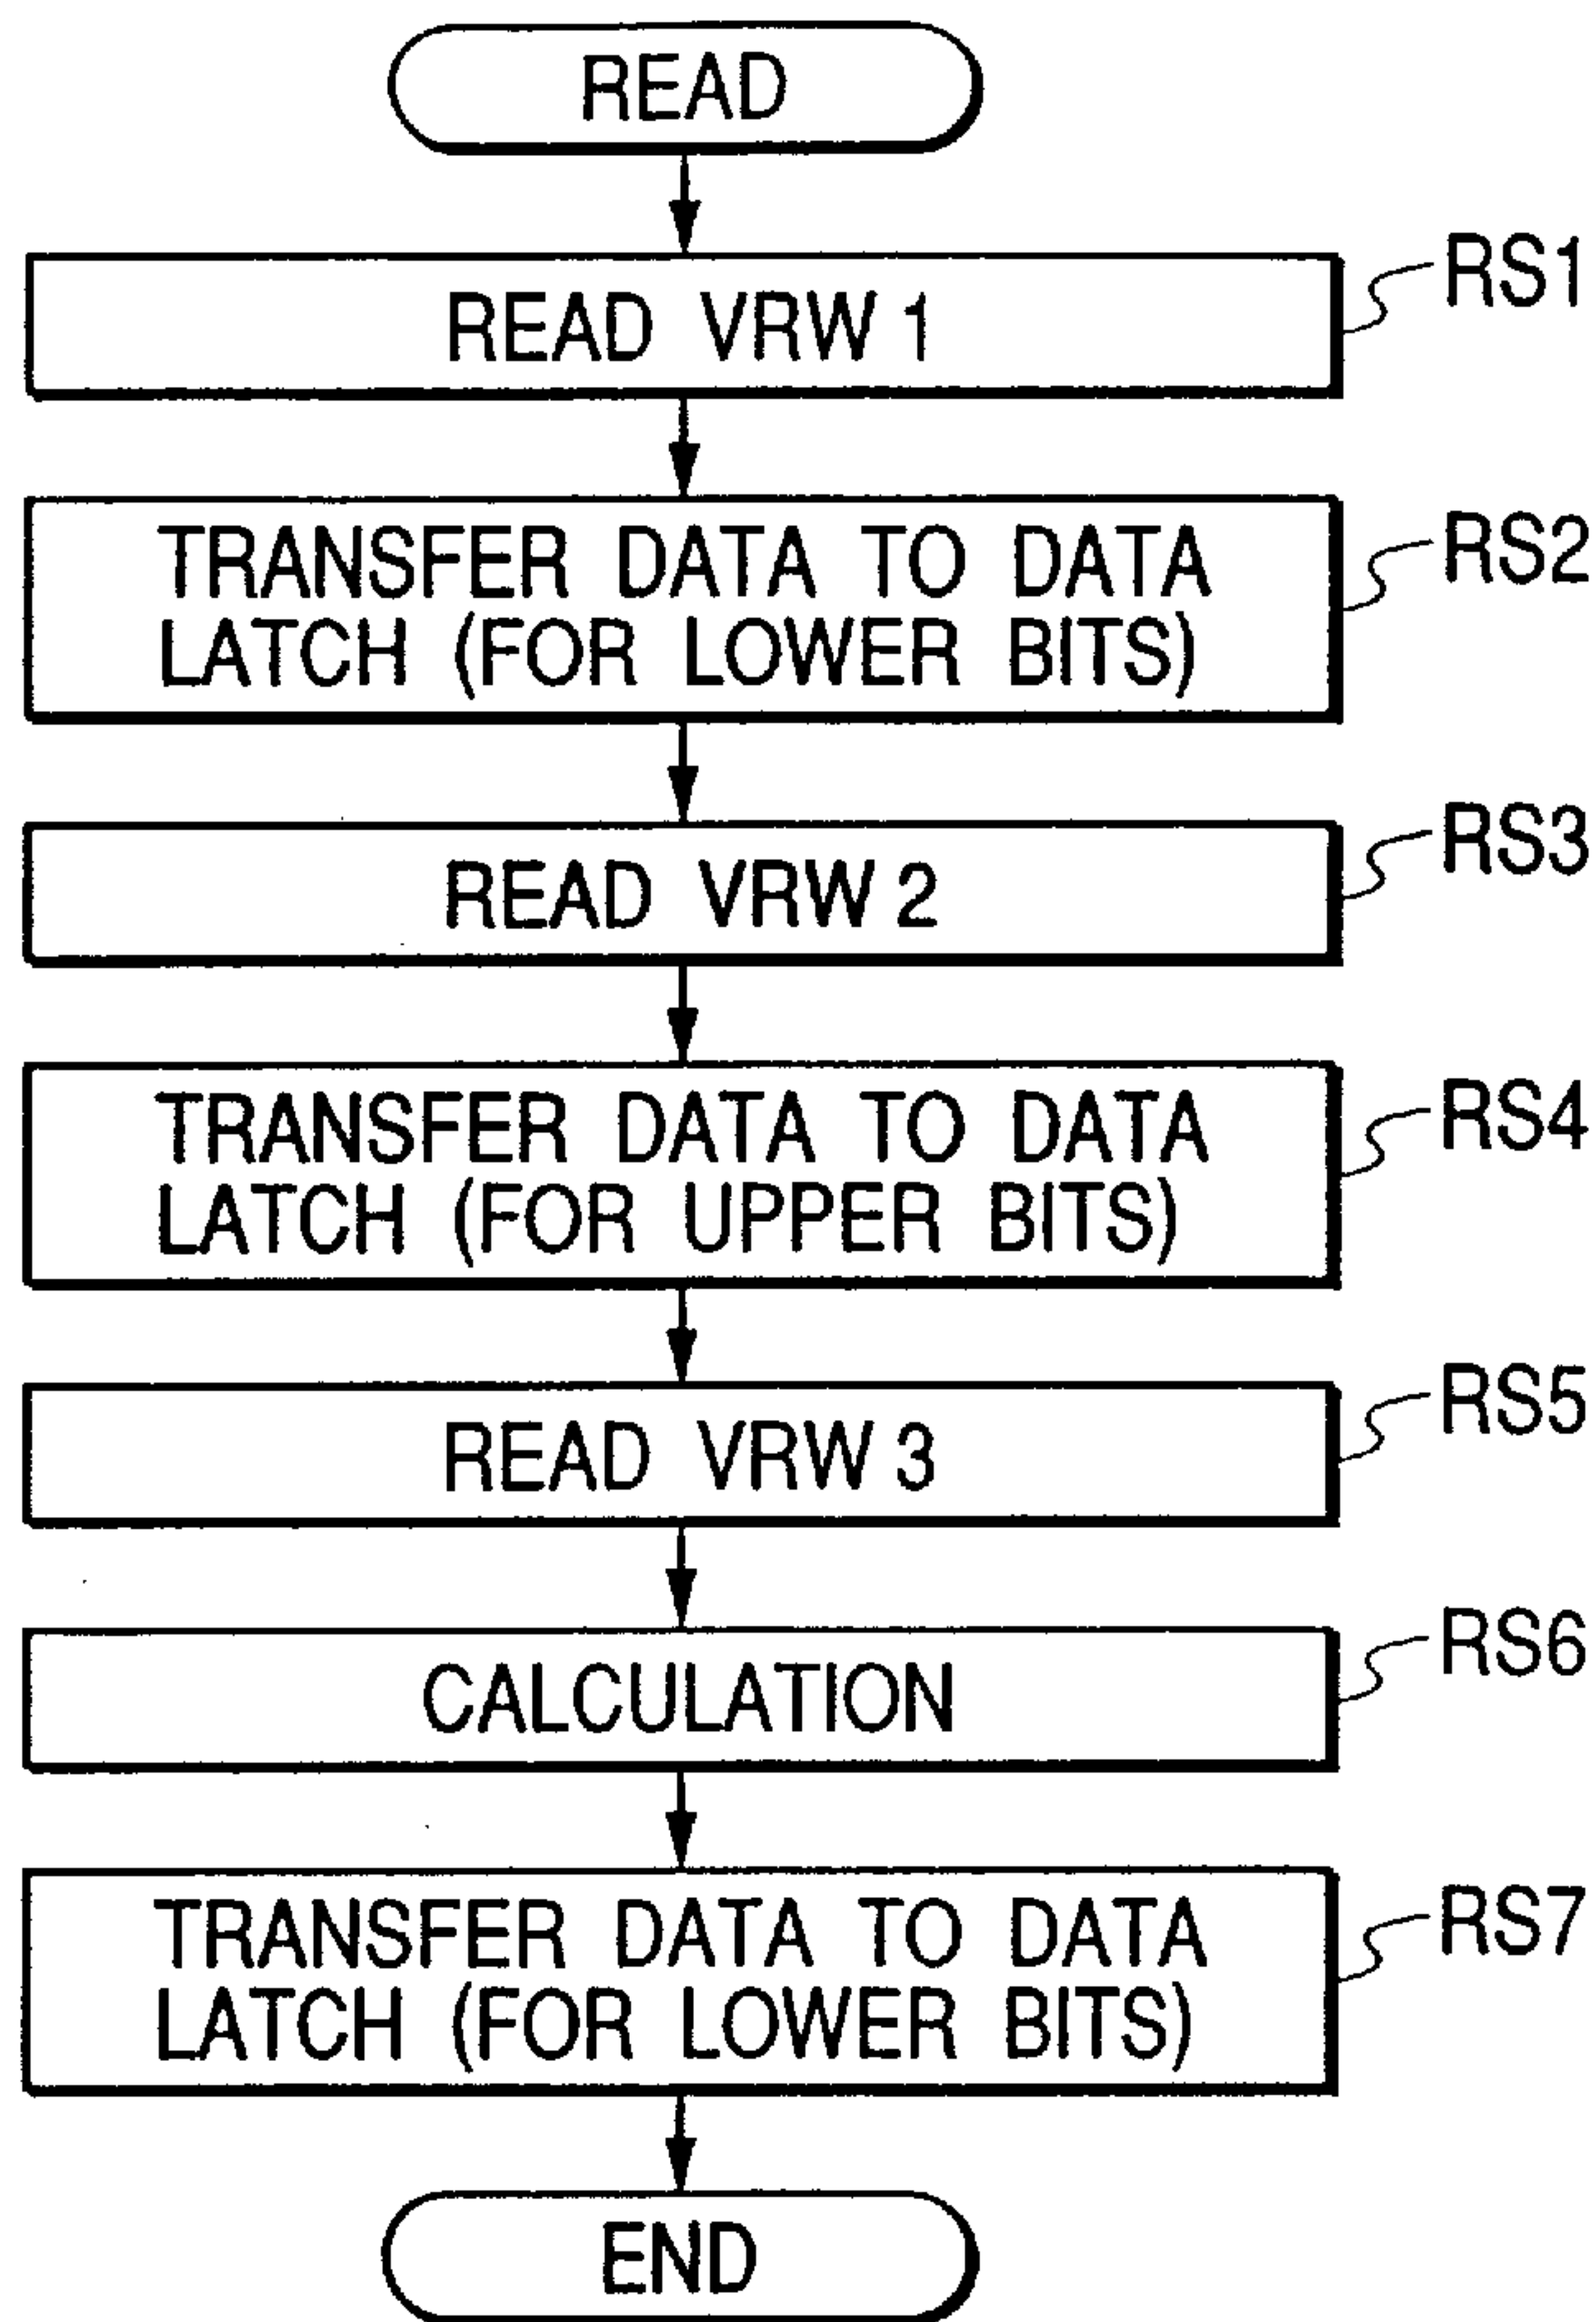 READ
READ VRW 1
RS1
TRANSFER DATA TO DATA
LATCH (FOR LOWER BITS)
RS2
READ VRW 2
RS3
TRANSFER DATA TO DATA
LATCH (FOR UPPER BITS)
RS4
READ VRW 3
RS5
CALCULATION
RS6
TRANSFER DATA TO DATA
LATCH (FOR LOWER BITS)
RS7
END